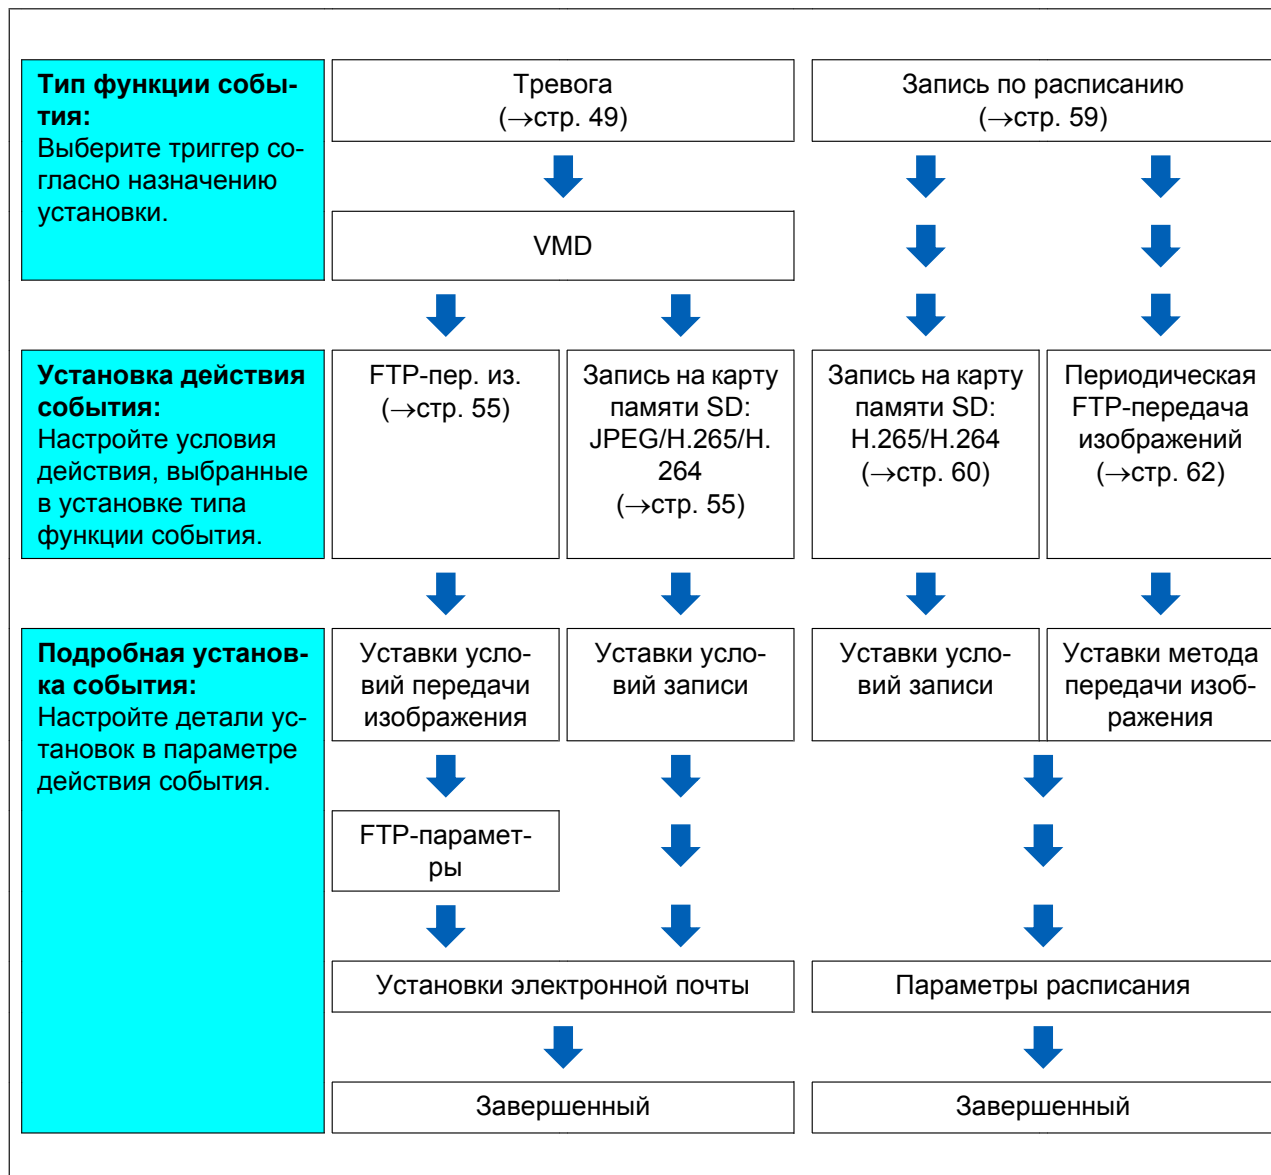 Тип функции собы-
тия:
Выберите триггер со-
гласно назначению
установки.
Тревога
(→стр. 49)
Запись по расписанию
(→стр. 59)
VMD
Установка действия
события:
Настройте условия
действия, выбранные
в установке типа
функции события.
FTP-пер. из.
(→стр. 55)
Запись на карту
памяти SD:
JPEG/H.265/H.
264
(→стр. 55)
Запись на карту
памяти SD:
H.265/H.264
(→стр. 60)
Периодическая
FTP-передача
изображений
(→стр. 62)
Подробная установ-
ка события:
Настройте детали ус-
тановок в параметре
действия события.
Уставки усло-
вий передачи
изображения
Уставки усло-
вий записи
Уставки усло-
вий записи
Уставки метода
передачи изоб-
ражения
FTP-парамет-
ры
Установки электронной почты
Параметры расписания
Завершенный
Завершенный